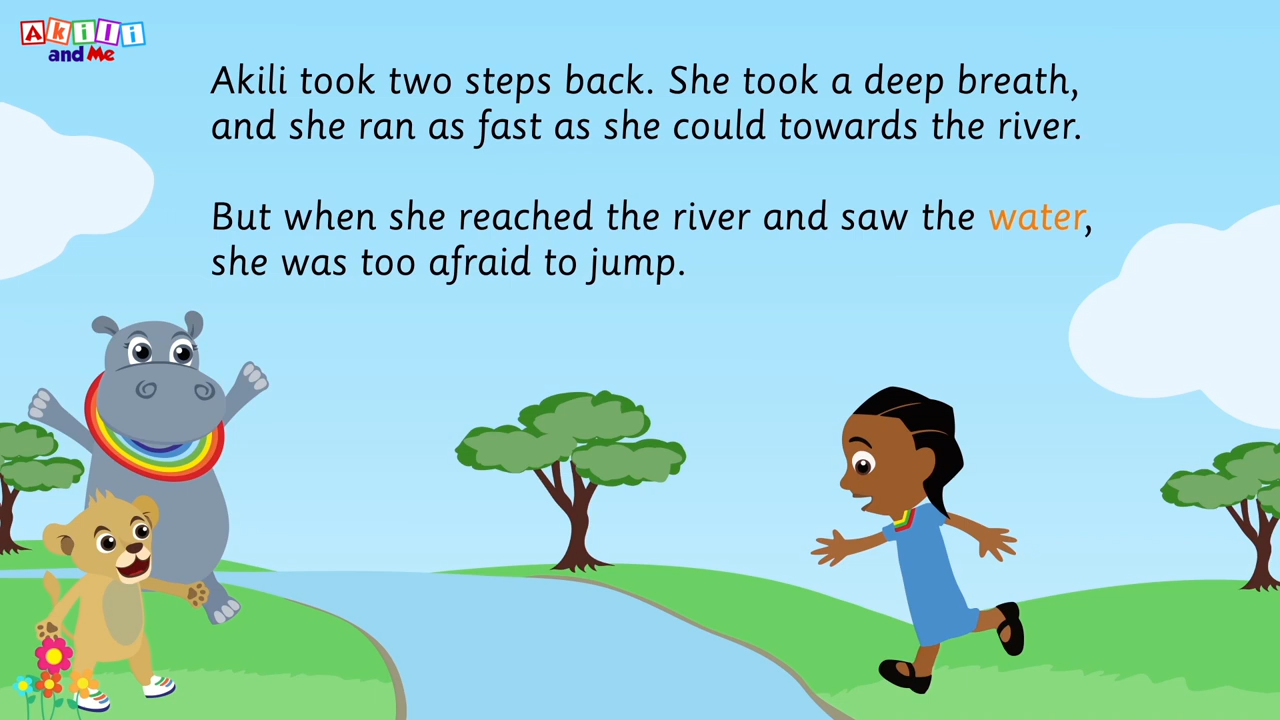 Akili
and Me
Akili took two steps back. She took a deep breath,
and she ran as fast as she could towards the river.
But when she reached the river and saw the water,
she was too afraid to jump.